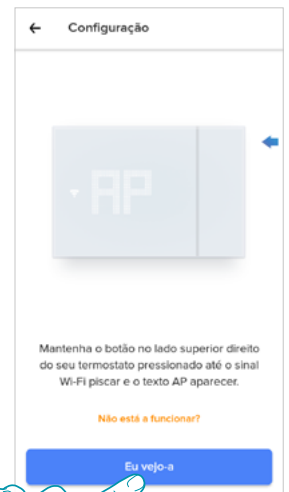 Configuração
AP
Mantenha o botão no lado superior direito
do seu termostato pressionado até o sinal
Wi-Fi piscar e o texto AP aparecer.
Não está a funcionar?
Eu vejo-a